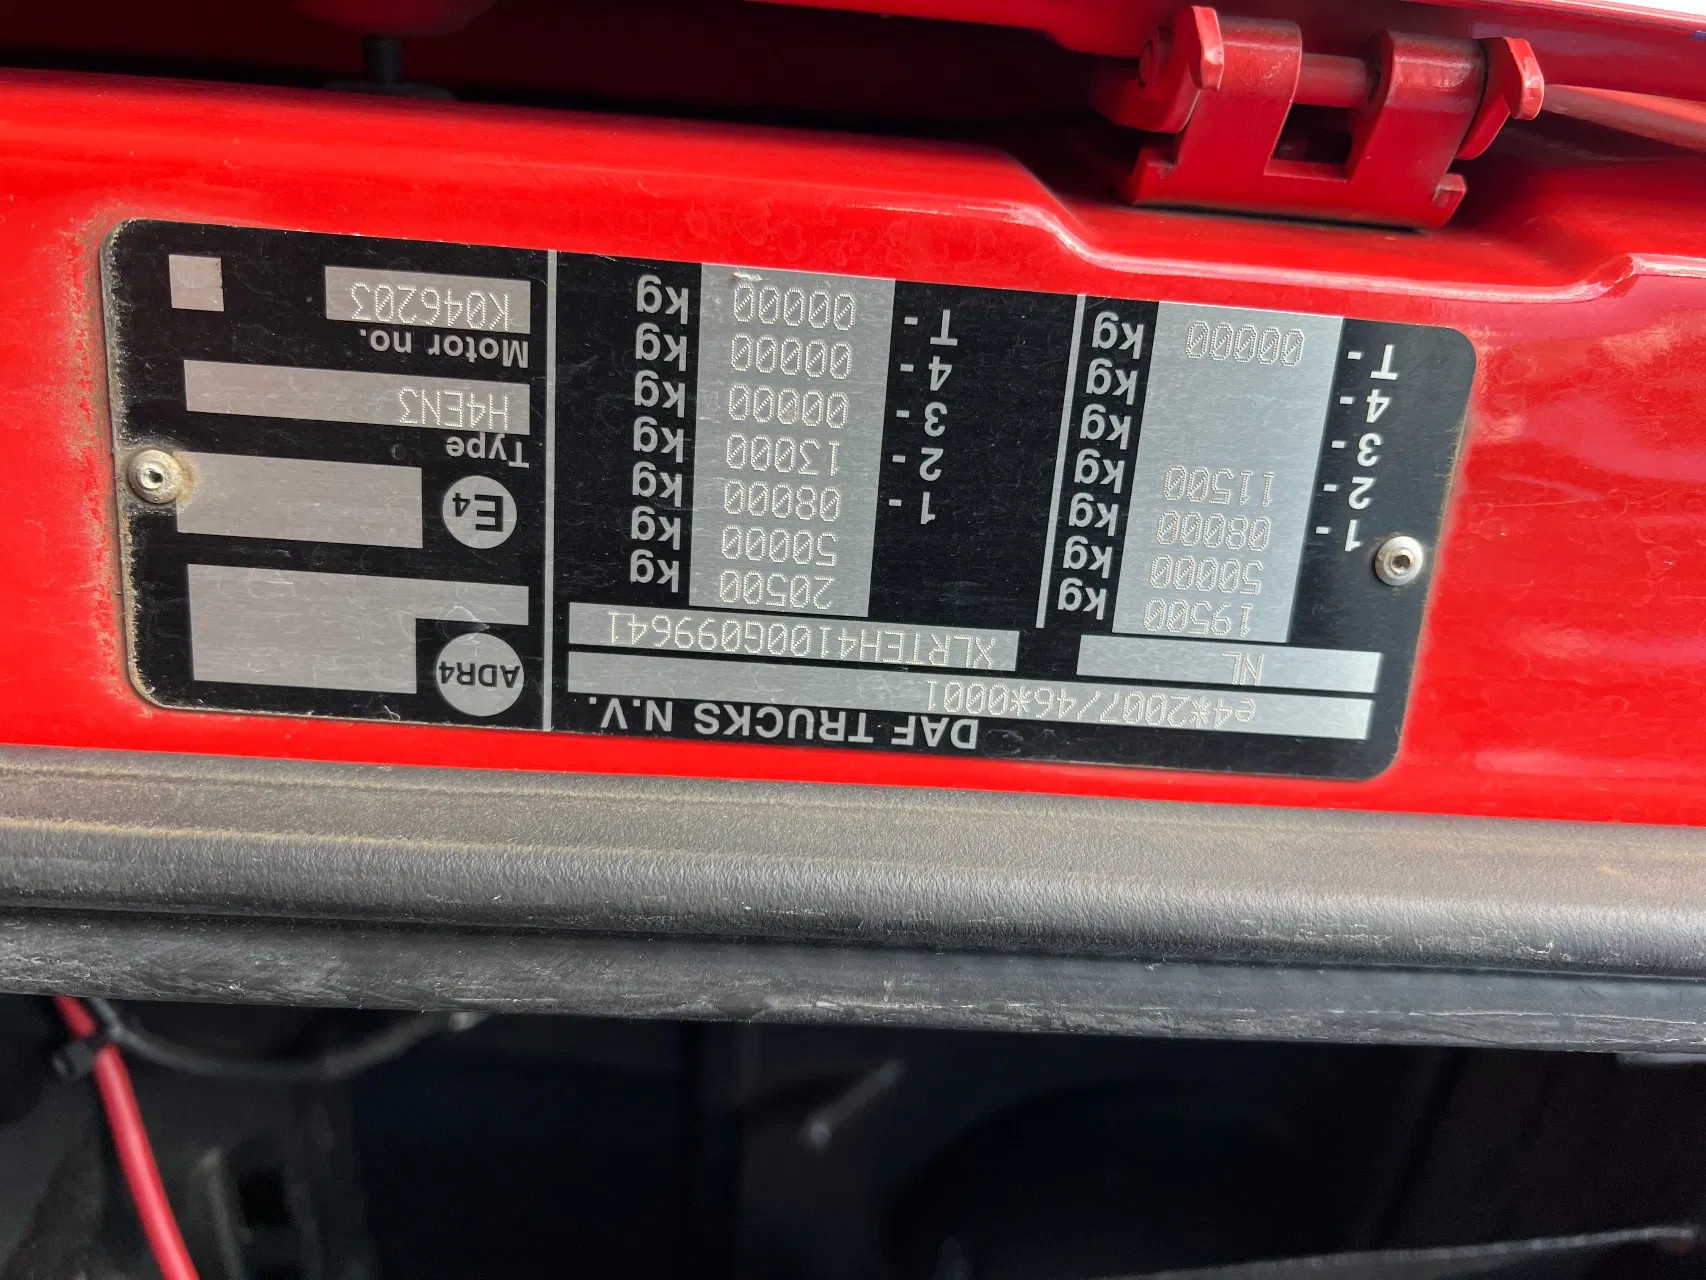 DAF TRUCKS N.V.
e4*2007/46*0001
NL
XLRTEH4100G099641
19500 kg
50000 kg
1 - 08000 kg
2 - 11500 kg
3 - kg
4 - kg
T - 00000 kg
20500 kg
50000 kg
1 - 08000 kg
2 - 13000 kg
3 - 00000 kg
4 - 00000 kg
T - 00000 kg
ADR4
E4
Type
H4EN3
Motor no.
K046203